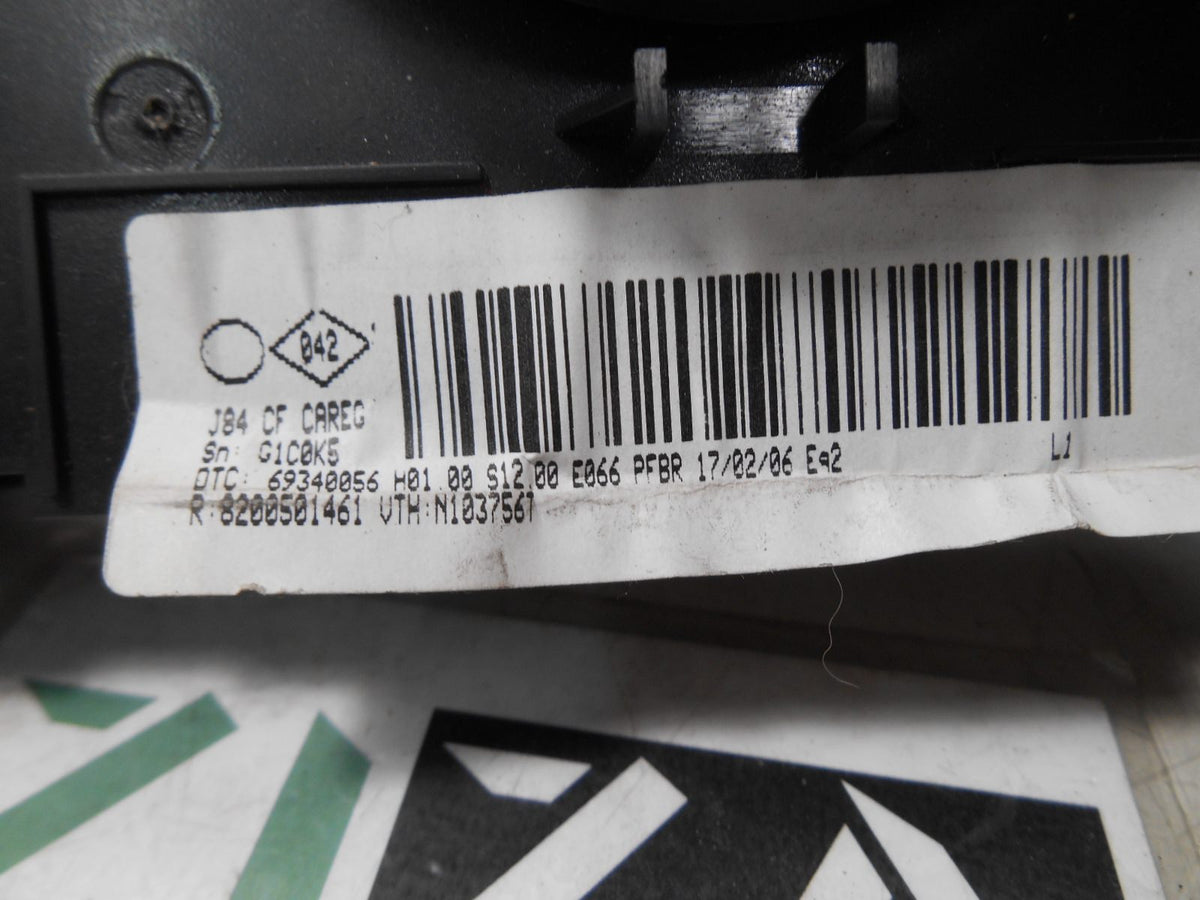 042
J84 CF CAREG
Sn: G1C0K5
DTC: 69340056 H01.00 S12.00 E066 PFBR 17/02/06 Eq2 L1
R:8200501461 VTH:N103756T